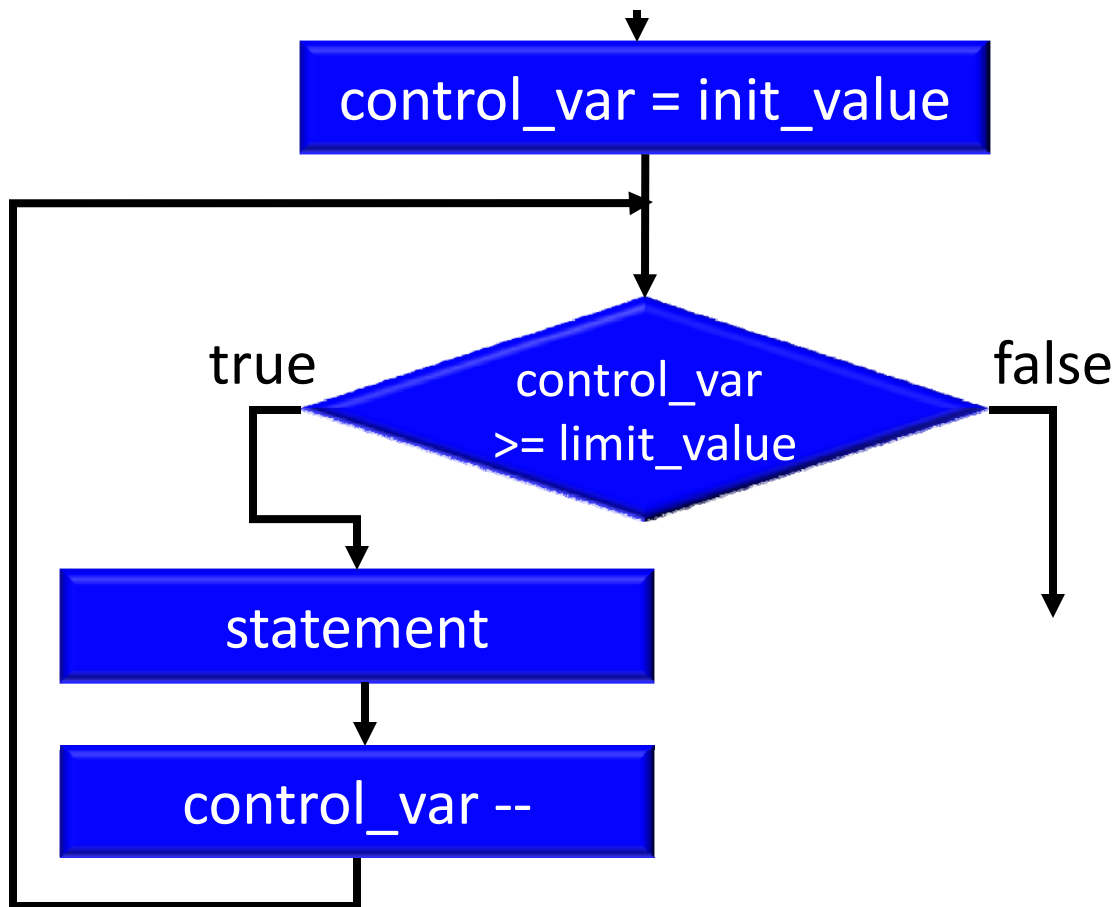 control_var = init_value
true
false
control_var
>= limit_value
statement
control_var --